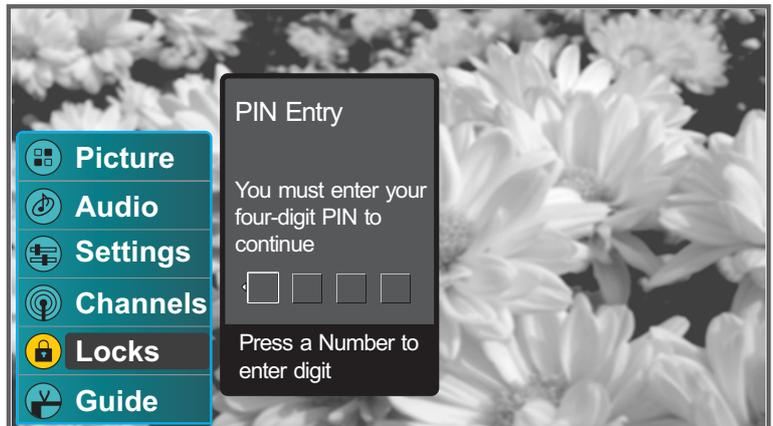 PIN Entry
You must enter your
four-digit PIN to
continue
Press a Number to
enter digit
Picture
Audio
Settings
Channels
Locks
Guide